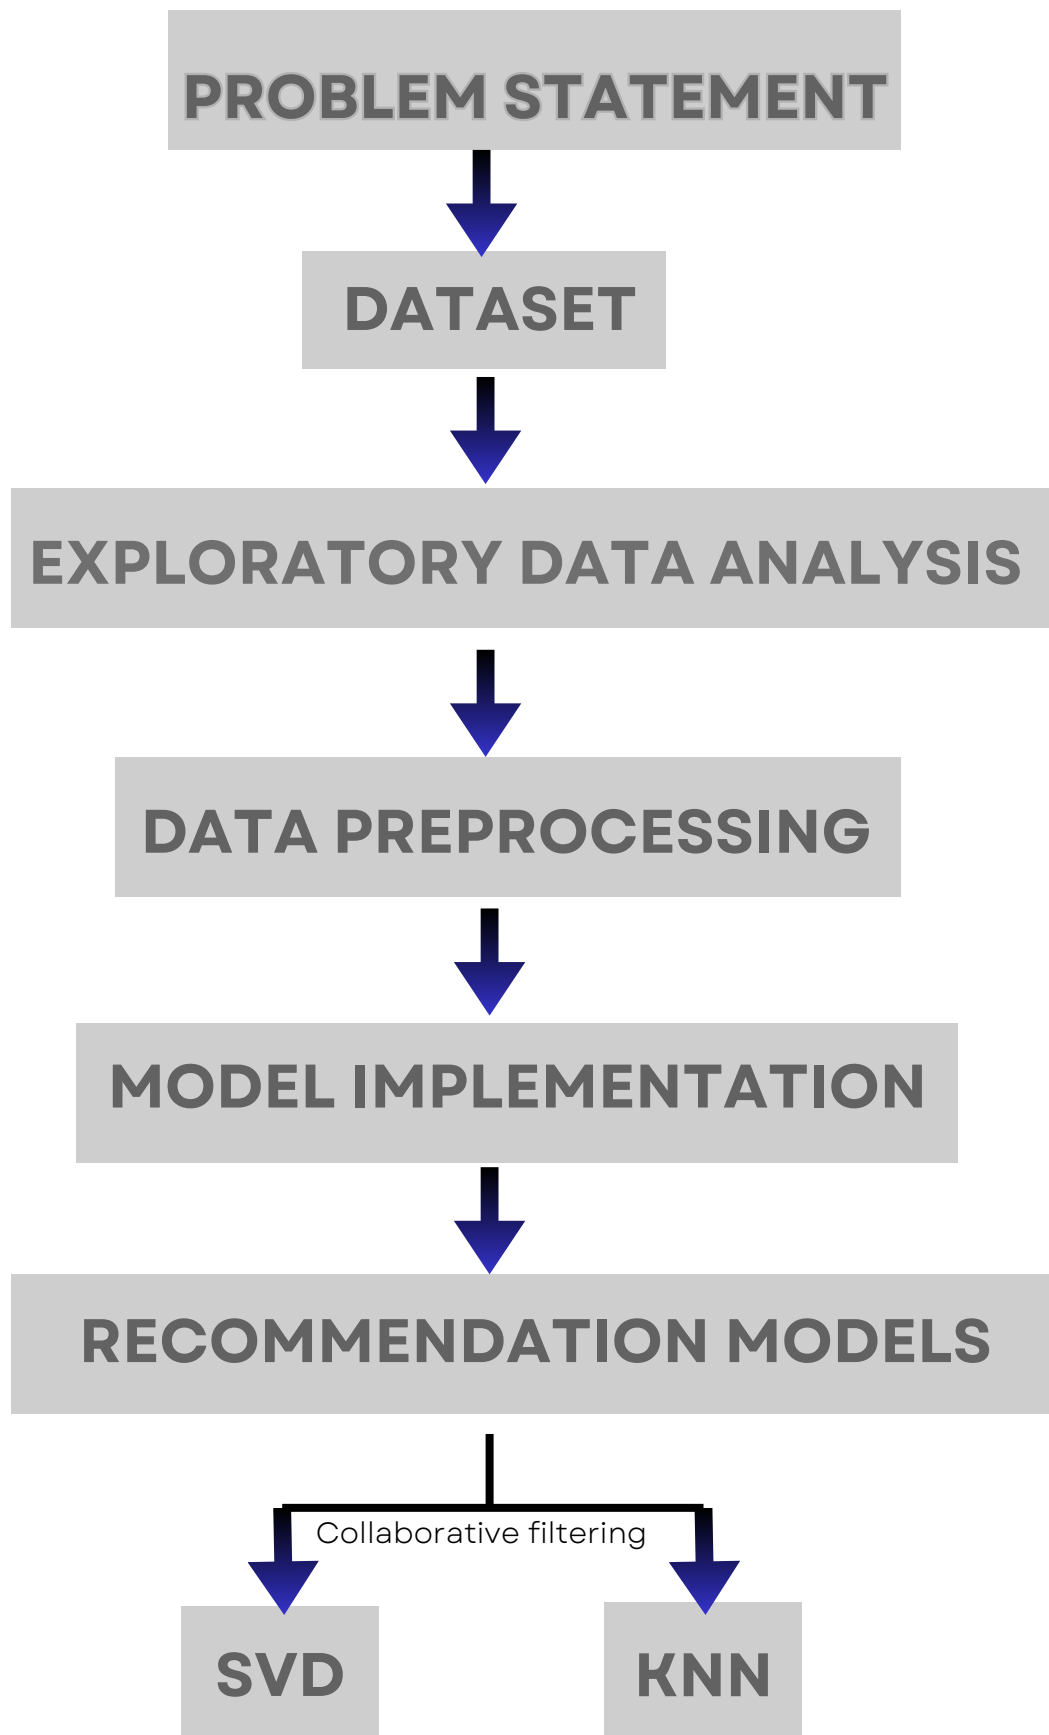 PROBLEM STATEMENT
DATASET
EXPLORATORY DATA ANALYSIS
DATA PREPROCESSING
MODEL IMPLEMENTATION
RECOMMENDATION MODELS
Collaborative filtering
SVD
KNN